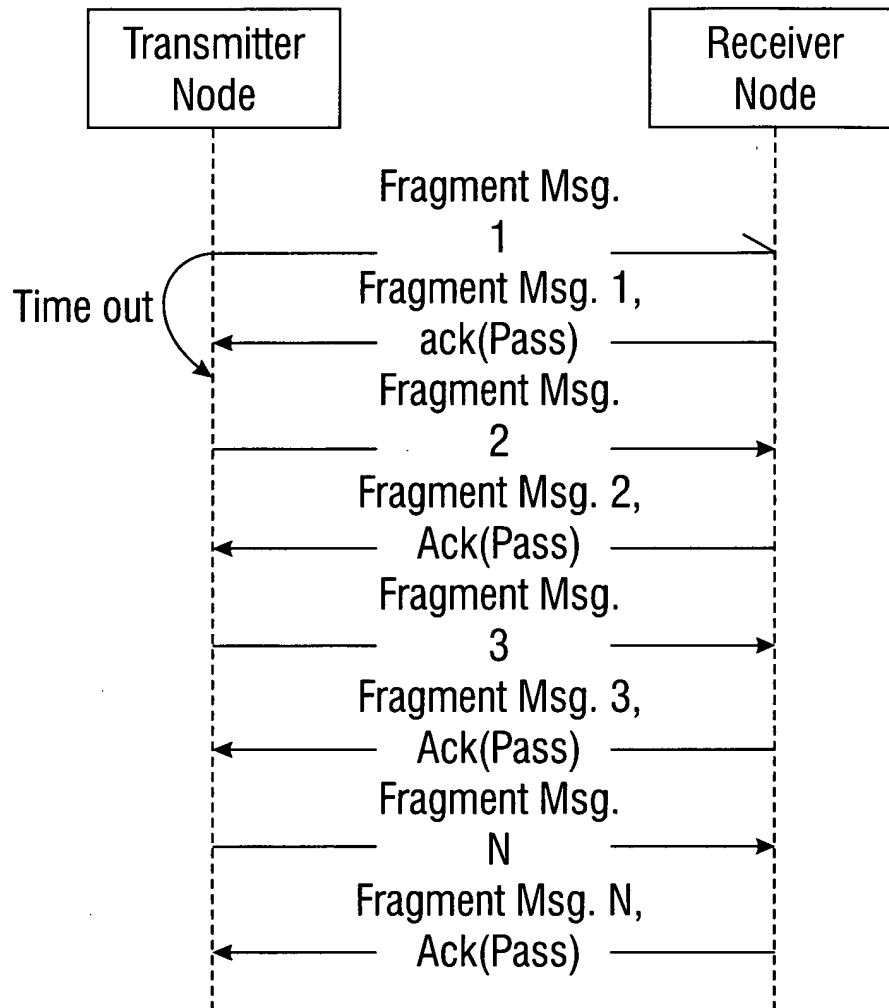 Transmitter
Node
Receiver
Node
Fragment Msg.
1
Time out
Fragment Msg. 1,
ack(Pass)
Fragment Msg.
2
Fragment Msg. 2,
Ack(Pass)
Fragment Msg.
3
Fragment Msg. 3,
Ack(Pass)
Fragment Msg.
N
Fragment Msg. N,
Ack(Pass)